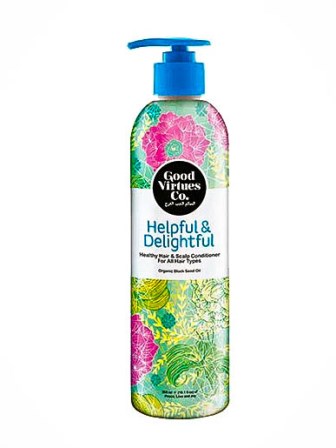 Good
Virtues
Co.
Helpful &
Delightful
Healthy Hair & Scalp Conditioner
For All Hair Types
Organic Black Seed Oil